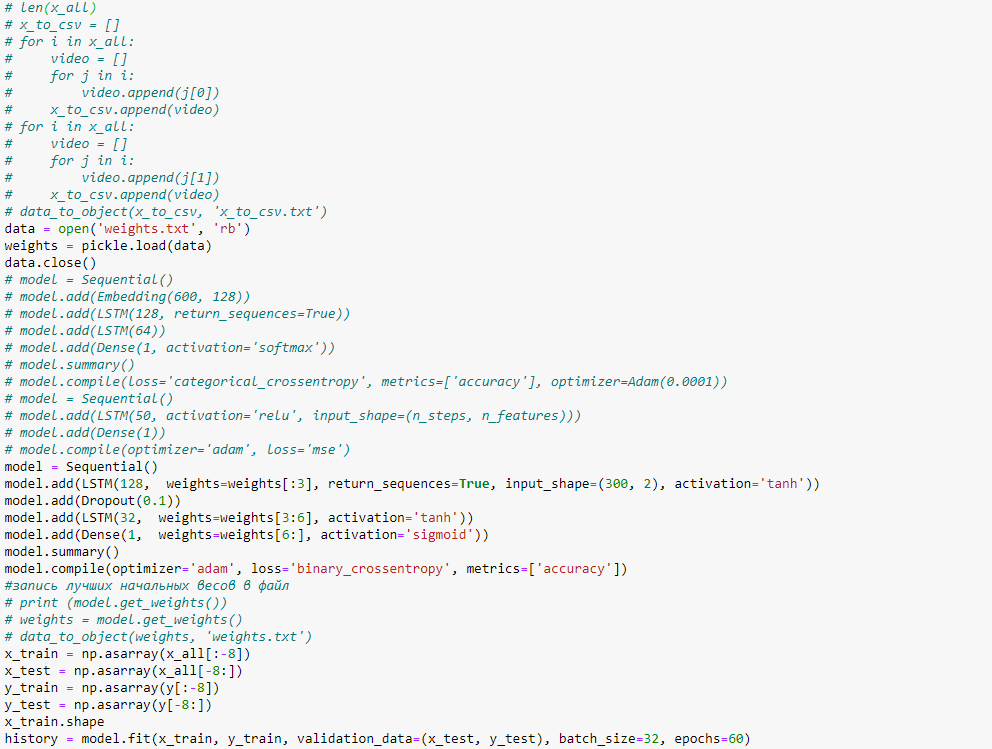 # len(x_all)
# x_to_csv = []
# for i in x_all:
#     video = []
#     for j in i:
#         video.append(j[0])
#     x_to_csv.append(video)
# for i in x_all:
#     video = []
#     for j in i:
#         video.append(j[1])
#     x_to_csv.append(video)
# data_to_object(x_to_csv, 'x_to_csv.txt')
data = open('weights.txt', 'rb')
weights = pickle.load(data)
data.close()
# model = Sequential()
# model.add(Embedding(600, 128))
# model.add(LSTM(128, return_sequences=True))
# model.add(LSTM(64))
# model.add(Dense(1, activation='softmax'))
# model.summary()
# model.compile(loss='categorical_crossentropy', metrics=['accuracy'], optimizer=Adam(0.0001))
# model = Sequential()
# model.add(LSTM(50, activation='relu', input_shape=(n_steps, n_features)))
# model.add(Dense(1))
# model.compile(optimizer='adam', loss='mse')
model = Sequential()
model.add(LSTM(128,  weights=weights[:3], return_sequences=True, input_shape=(300, 2), activation='tanh'))
model.add(Dropout(0.1))
model.add(LSTM(32,  weights=weights[3:6], activation='tanh'))
model.add(Dense(1,  weights=weights[6:], activation='sigmoid'))
model.summary()
model.compile(optimizer='adam', loss='binary_crossentropy', metrics=['accuracy'])
#запись лучших начальных весов в файл
# print (model.get_weights())
# weights = model.get_weights()
# data_to_object(weights, 'weights.txt')
x_train = np.asarray(x_all[:-8])
x_test = np.asarray(x_all[-8:])
y_train = np.asarray(y[:-8])
y_test = np.asarray(y[-8:])
x_train.shape
history = model.fit(x_train, y_train, validation_data=(x_test, y_test), batch_size=32, epochs=60)